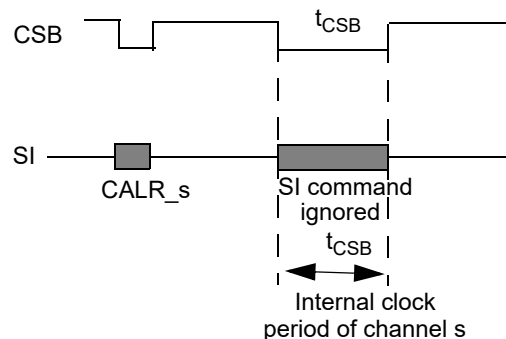 CSB
tCSB
SI
CALR_s
SI command
ignored
tCSB
Internal clock
period of channel s